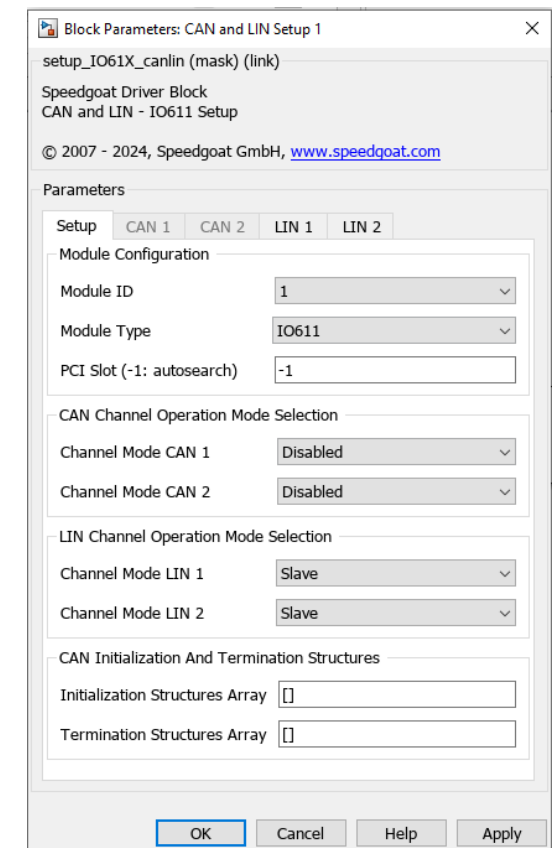 Block Parameters: CAN and LIN Setup 1
setup_IO61X_canlin (mask) (link)
Speedgoat Driver Block
CAN and LIN - IO611 Setup
© 2007 - 2024, Speedgoat GmbH, www.speedgoat.com
Parameters
Setup CAN 1 CAN 2 LIN 1 LIN 2
Module Configuration
Module ID 1
Module Type IO611
PCI Slot (-1: autosearch) -1
CAN Channel Operation Mode Selection
Channel Mode CAN 1 Disabled
Channel Mode CAN 2 Disabled
LIN Channel Operation Mode Selection
Channel Mode LIN 1 Slave
Channel Mode LIN 2 Slave
CAN Initialization And Termination Structures
Initialization Structures Array []
Termination Structures Array []
OK Cancel Help Apply